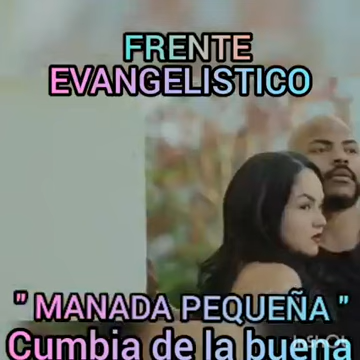 FRENTE
EVANGELISTICO
" MANADA PEQUEÑA "
Cumbia de la buena